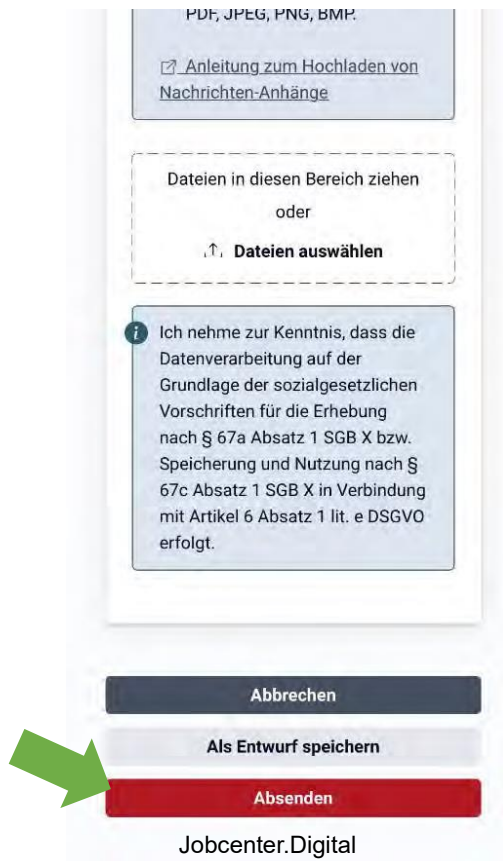 PDF, JPEG, PNG, BMP.
Anleitung zum Hochladen von
Nachrichten-Anhänge
Dateien in diesen Bereich ziehen
oder
Dateien auswählen
Ich nehme zur Kenntnis, dass die
Datenverarbeitung auf der
Grundlage der sozialgesetzlichen
Vorschriften für die Erhebung
nach § 67a Absatz 1 SGB X bzw.
Speicherung und Nutzung nach §
67c Absatz 1 SGB X in Verbindung
mit Artikel 6 Absatz 1 lit. e DSGVO
erfolgt.
Abbrechen
Als Entwurf speichern
Absenden
Jobcenter.Digital